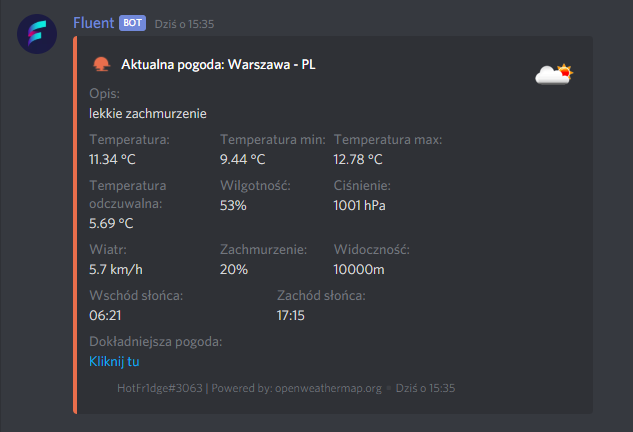 Fluent BOT Dziś o 15:35
Aktualna pogoda: Warszawa - PL
Opis:
lekkie zachmurzenie
Temperatura: Temperatura min: Temperatura max:
11.34 °C 9.44 °C 12.78 °C
Temperatura Wilgotność: Ciśnienie:
odczuwalna: 53% 1001 hPa
5.69 °C
Wiatr: Zachmurzenie: Widoczność:
5.7 km/h 20% 10000m
Wschód słońca: Zachód słońca:
06:21 17:15
Dokładniejsza pogoda:
Kliknij tu
HotFr1dge#3063 | Powered by: openweathermap.org • Dziś o 15:35